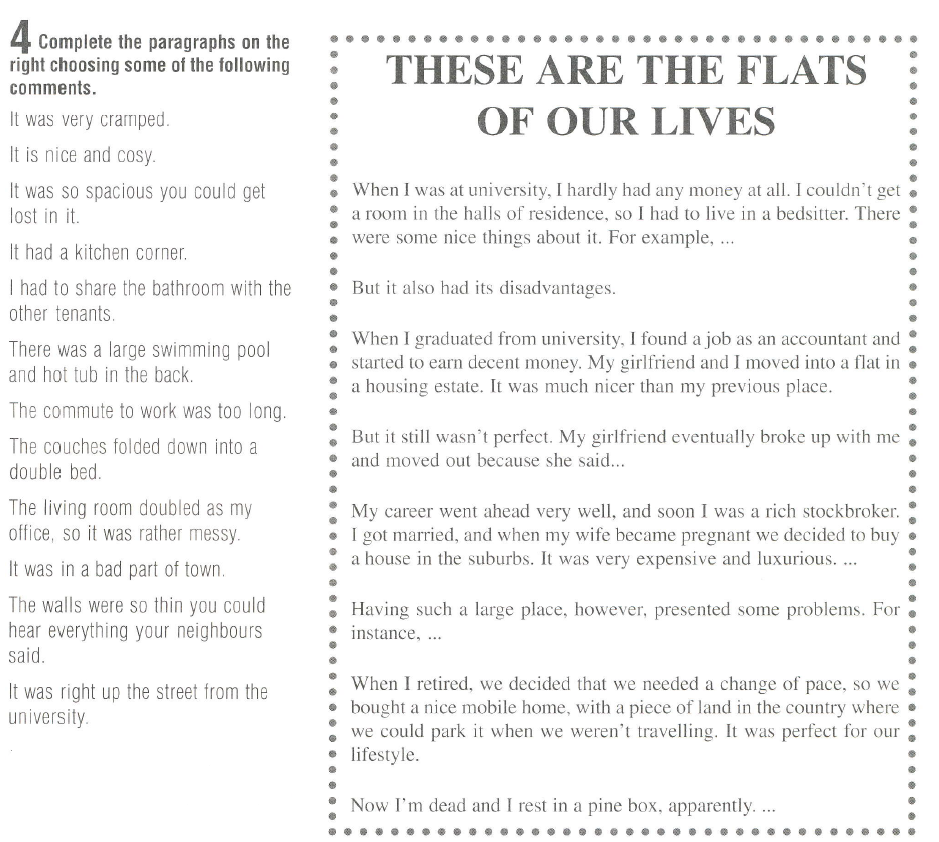 4 Complete the paragraphs on the
right choosing some of the following
comments.
It was very cramped.
It is nice and cosy.
It was so spacious you could get
lost in it.
It had a kitchen corner.
I had to share the bathroom with the
other tenants.
There was a large swimming pool
and hot tub in the back.
The commute to work was too long.
The couches folded down into a
double bed.
The living room doubled as my
office, so it was rather messy.
It was in a bad part of town.
The walls were so thin you could
hear everything your neighbours
said.
It was right up the street from the
university.
THESE ARE THE FLATS
OF OUR LIVES
When I was at university, I hardly had any money at all. I couldn't get
a room in the halls of residence, so I had to live in a bedsitter. There
were some nice things about it. For example, ...
But it also had its disadvantages.
When I graduated from university, I found a job as an accountant and
started to earn decent money. My girlfriend and I moved into a flat in
a housing estate. It was much nicer than my previous place.
But it still wasn't perfect. My girlfriend eventually broke up with me
and moved out because she said...
My career went ahead very well, and soon I was a rich stockbroker.
I got married, and when my wife became pregnant we decided to buy
a house in the suburbs. It was very expensive and luxurious. ...
Having such a large place, however, presented some problems. For
instance, ...
When I retired, we decided that we needed a change of pace, so we
bought a nice mobile home, with a piece of land in the country where
we could park it when we weren't travelling. It was perfect for our
lifestyle.
Now I'm dead and I rest in a pine box, apparently. ...